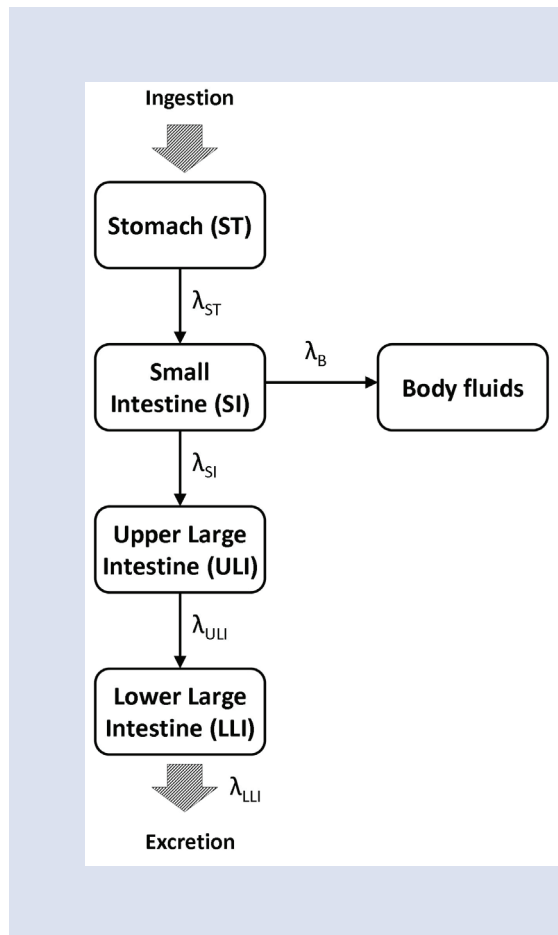 Ingestion
Stomach (ST)
λST
Small
Intestine (SI)
λB
Body fluids
λSI
Upper Large
Intestine (ULI)
λULI
Lower Large
Intestine (LLI)
λLLI
Excretion